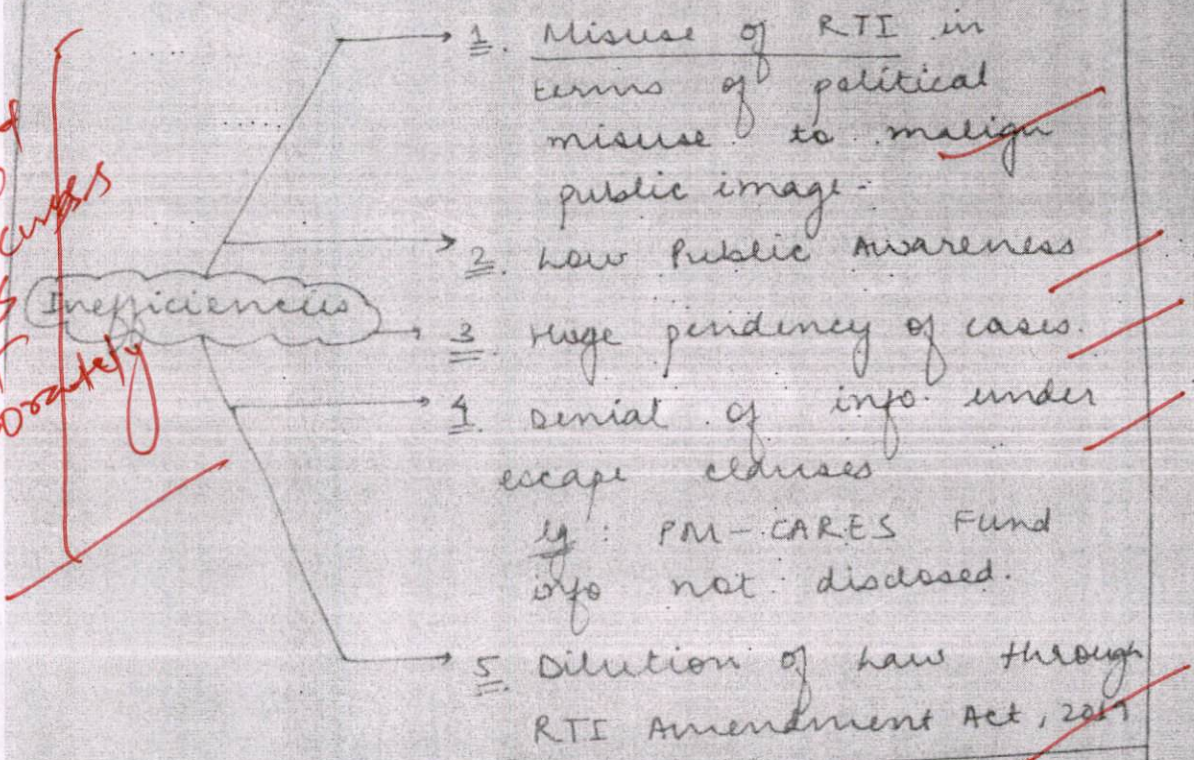 1. Misuse of RTI in
terms of political
misuse to malign
public image-
2. Low Public Awareness
Inefficiencies
3. Huge pendency of cases.
4 Denial of info under
escape clauses
eg: PM-CARES Fund
info not disclosed.
5. Dilution of Law through
RTI Amendment Act, 2019